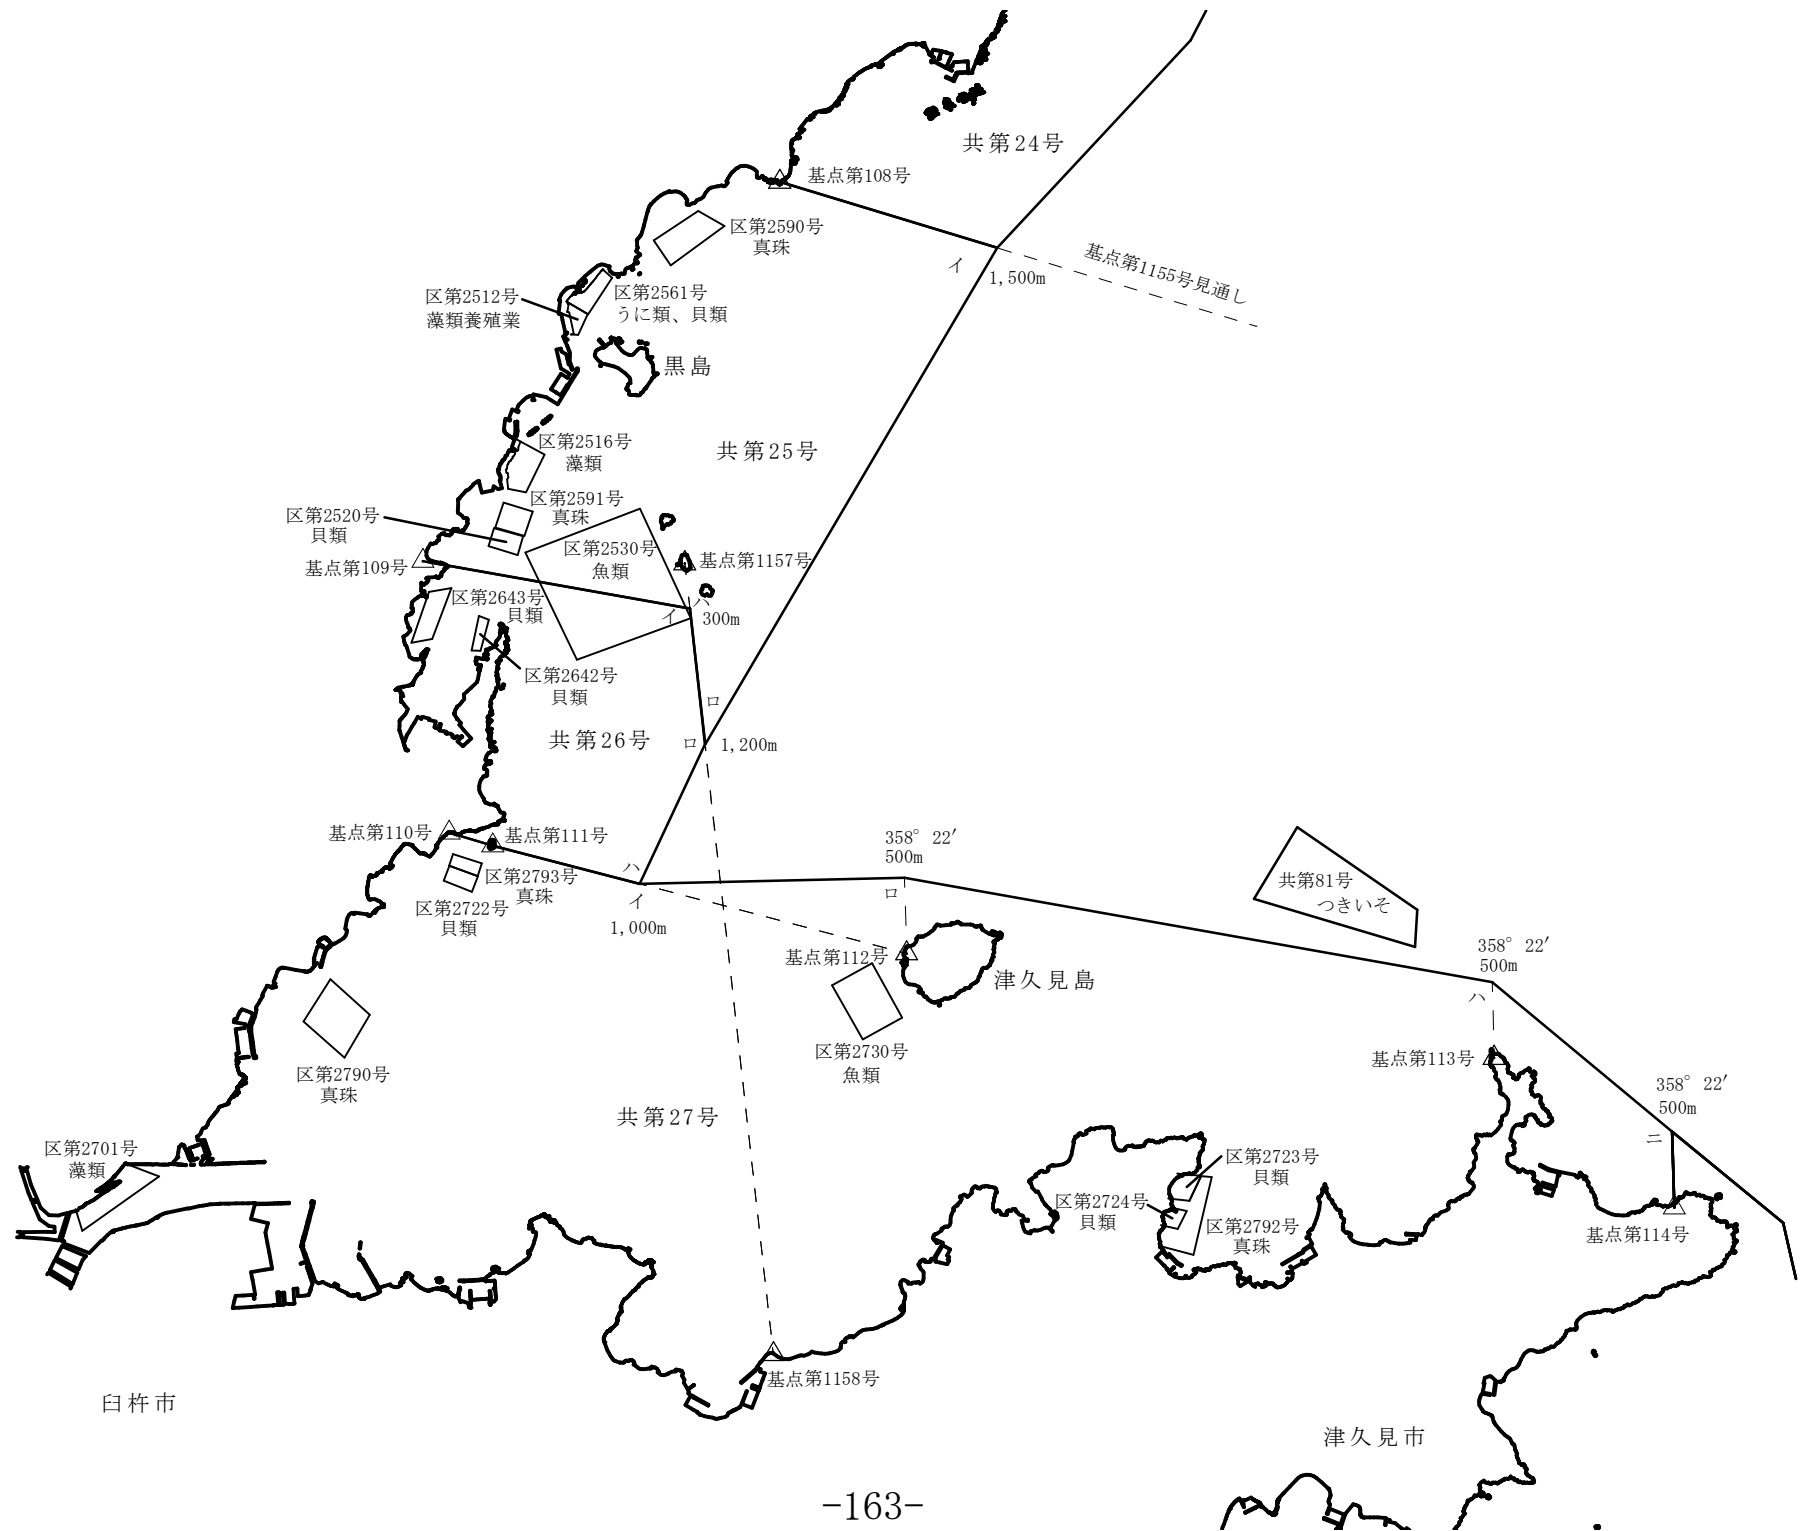 共第24号
基点第108号
区第2590号
真珠
イ
1,500m
基点第1155号見通し
区第2512号
藻類養殖業
区第2561号
うに類、貝類
黒島
区第2516号
藻類
共第25号
区第2591号
真珠
区第2520号
貝類
区第2530号
魚類
基点第1157号
基点第109号
区第2643号
貝類
ハ
イ
300m
区第2642号
貝類
ロ
共第26号
ロ
1,200m
基点第110号
基点第111号
358°22′
500m
ハ
区第2793号
真珠
ロ
イ
区第2722号
貝類
1,000m
共第81号
つきいそ
基点第112号
津久見島
358°22′
500m
ハ
区第2730号
魚類
基点第113号
区第2790号
真珠
358°22′
500m
ニ
共第27号
区第2701号
藻類
区第2723号
貝類
区第2724号
貝類
区第2792号
真珠
基点第114号
基点第1158号
臼杵市
津久見市
-163-